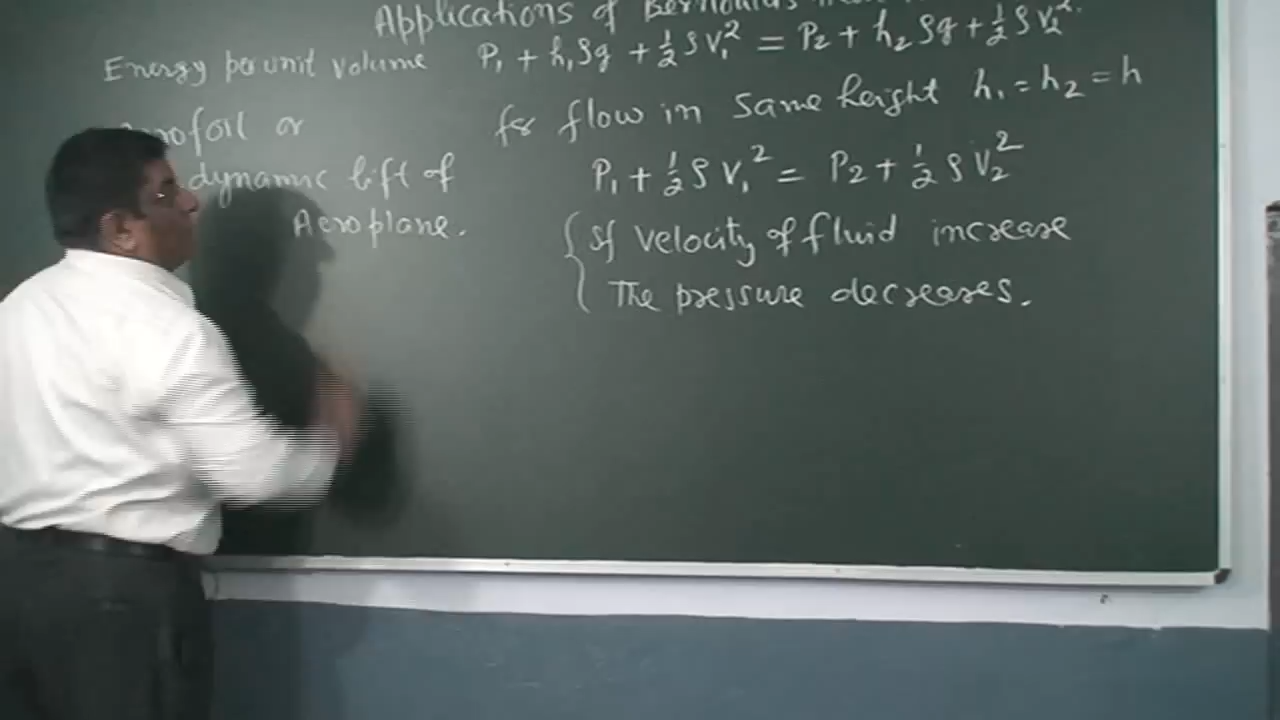 Applications of Bernoulli's
Energy per unit volume P₁ + h₁ρg + ½ρV₁² = P₂ + h₂ρg + ½ρV₂²
for flow in same height h₁ = h₂ = h
or
dynamic lift of
Aeroplane.
P₁ + ½ρV₁² = P₂ + ½ρV₂²
If velocity of fluid increase
The pressure decreases.